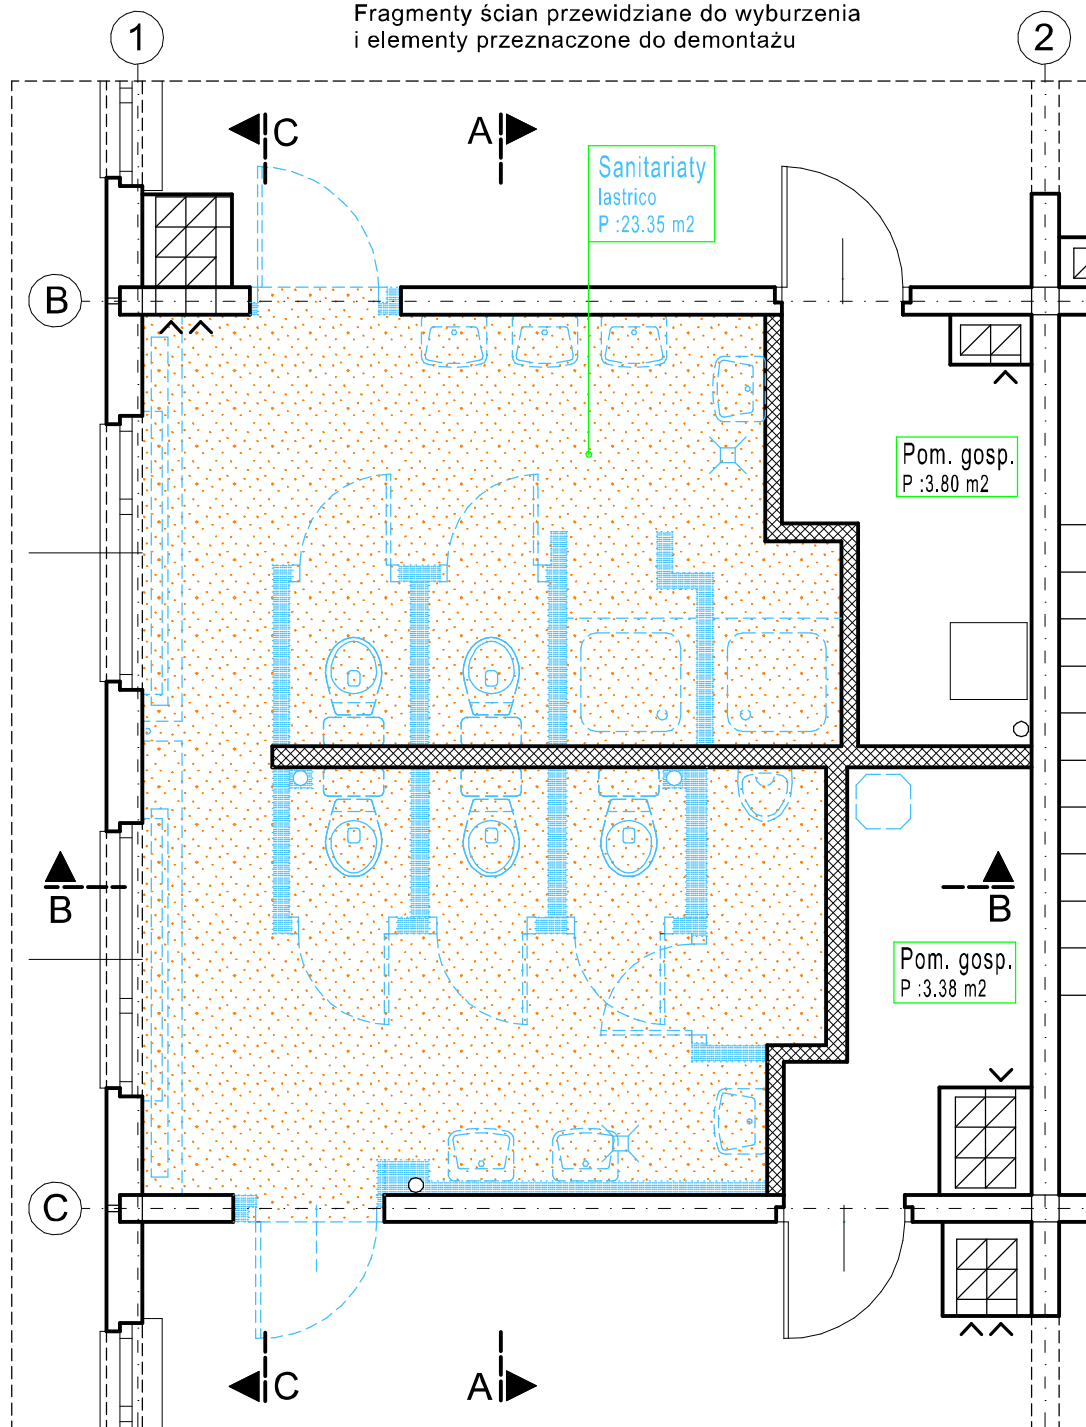 Fragmenty ścian przewidziane do wyburzenia
i elementy przeznaczone do demontażu
1
2
C
A
Sanitariaty
lastrico
P :23.35 m2
B
Pom. gosp.
P :3.80 m2
B
B
Pom. gosp.
P :3.38 m2
C
C
A